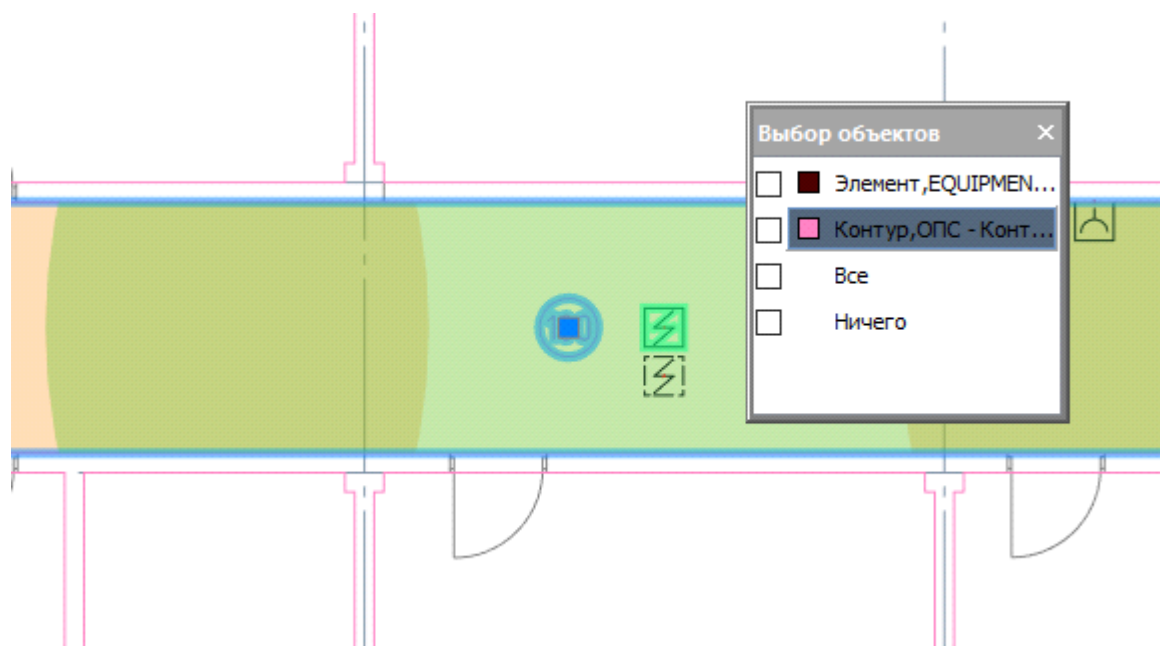 Выбор объектов
Элемент,EQUIPMEN...
Контур,ОПС - Конт...
Все
Ничего